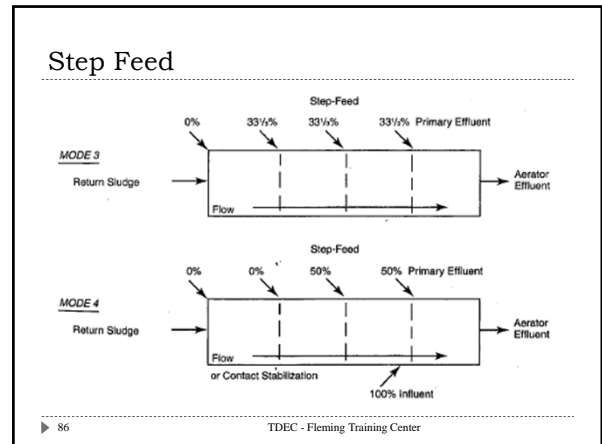 Step Feed
Step-Feed
0% 33⅓% 33⅓% 33⅓% Primary Effluent
MODE 3
Return Sludge
Aerator
Effluent
Flow
Step-Feed
0% 0% 50% 50% Primary Effluent
MODE 4
Return Sludge
Aerator
Effluent
Flow
or Contact Stabilization
100% Influent
86 TDEC - Fleming Training Center